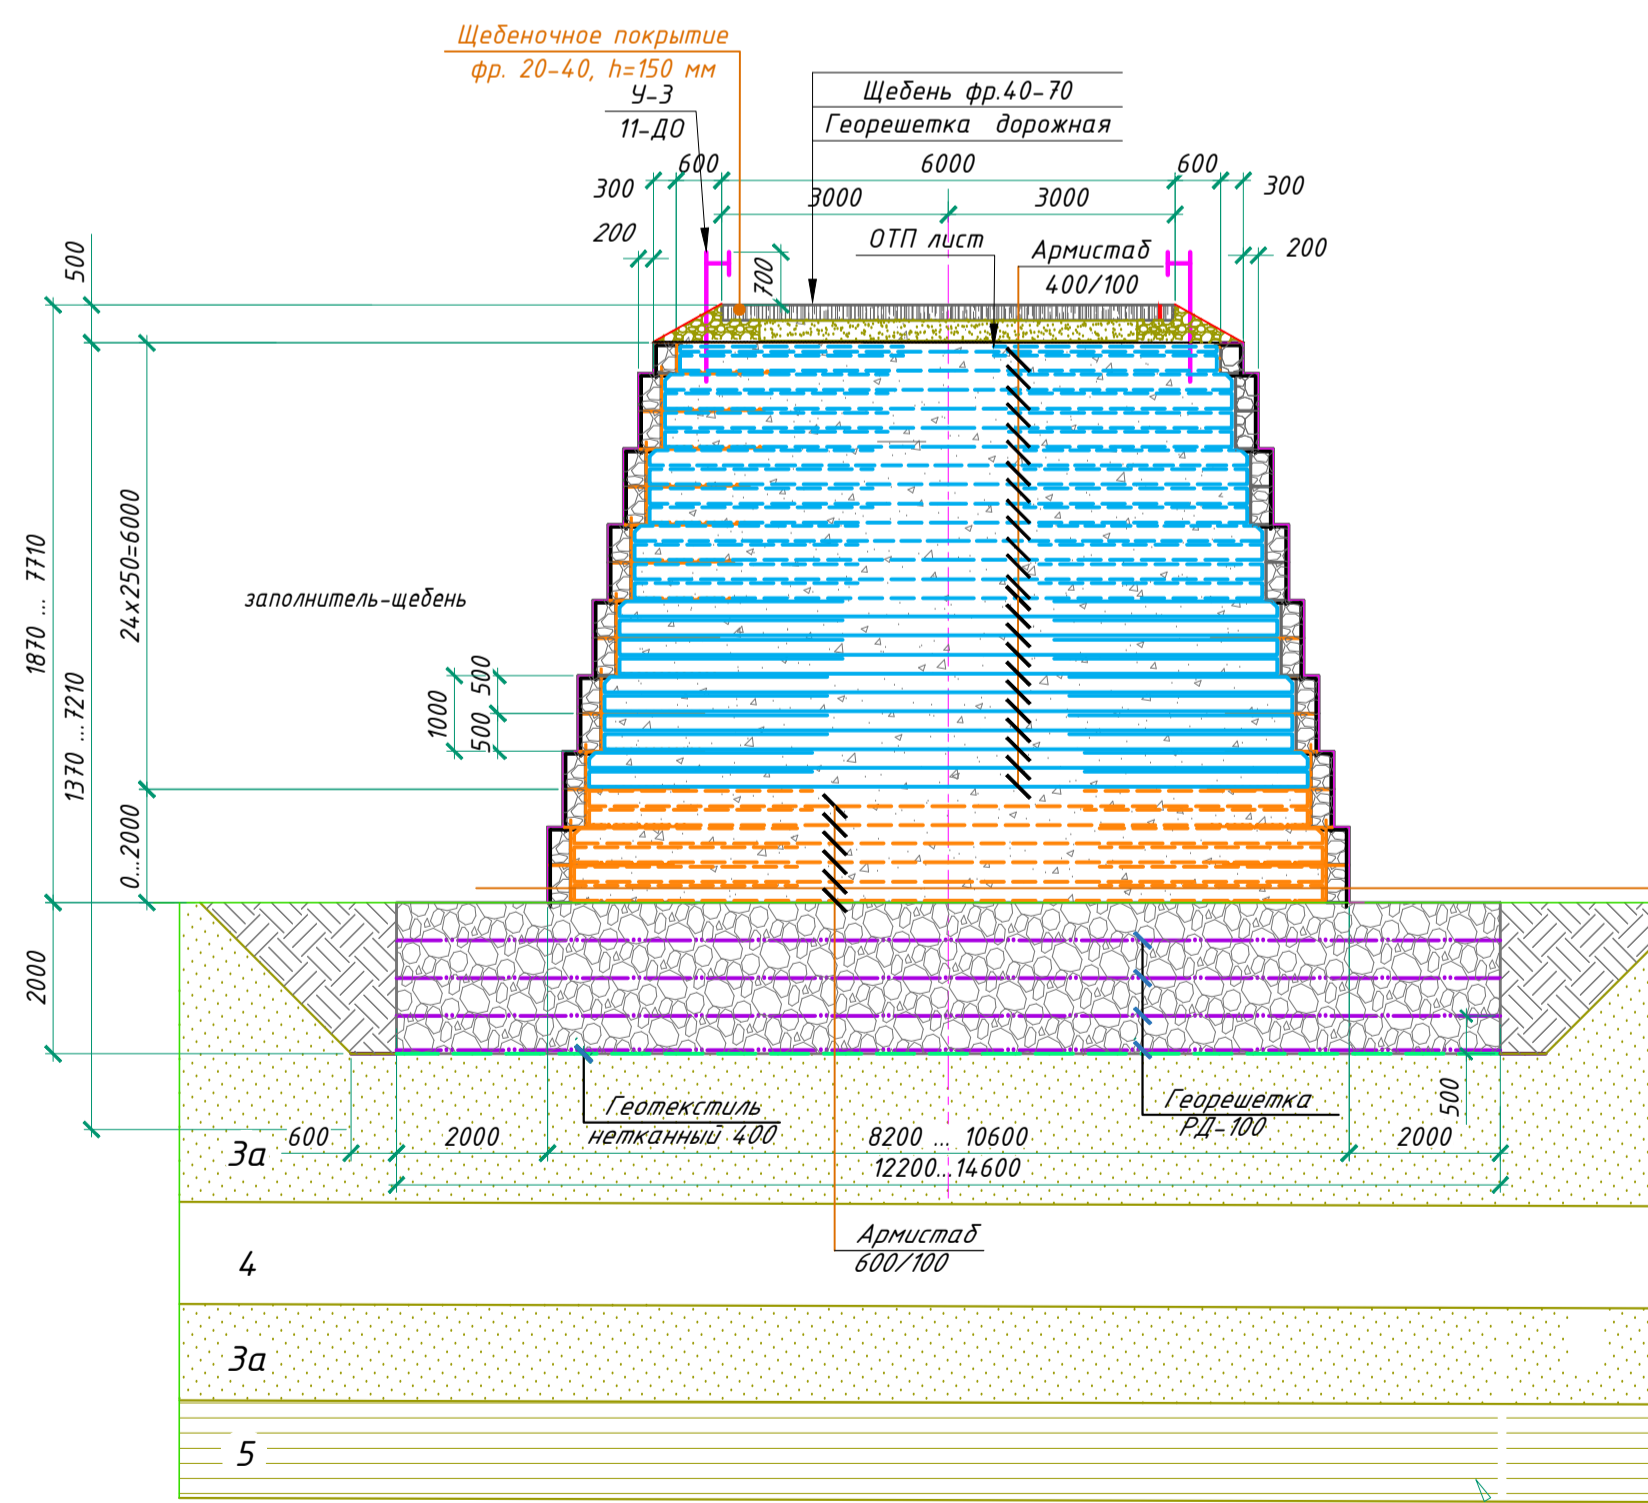 Щебеночное покрытие
фр. 20-40, h=150 мм
У-3
11-ДО
Щебень фр.40-70
Георешетка дорожная
600
6000
600
300
3000
3000
300
200
ОТП лист
Армистаб
400/100
200
700
500
1870 ... 7710
1370 ...7210
24х250=6000
заполнитель-щебень
1000
500
500
0...2000
2000
Геотекстиль
нетканный 400
Георешетка
РД-100
500
600
2000
8200 ... 10600
2000
12200...14600
3а
Армистаб
600/100
4
3а
5